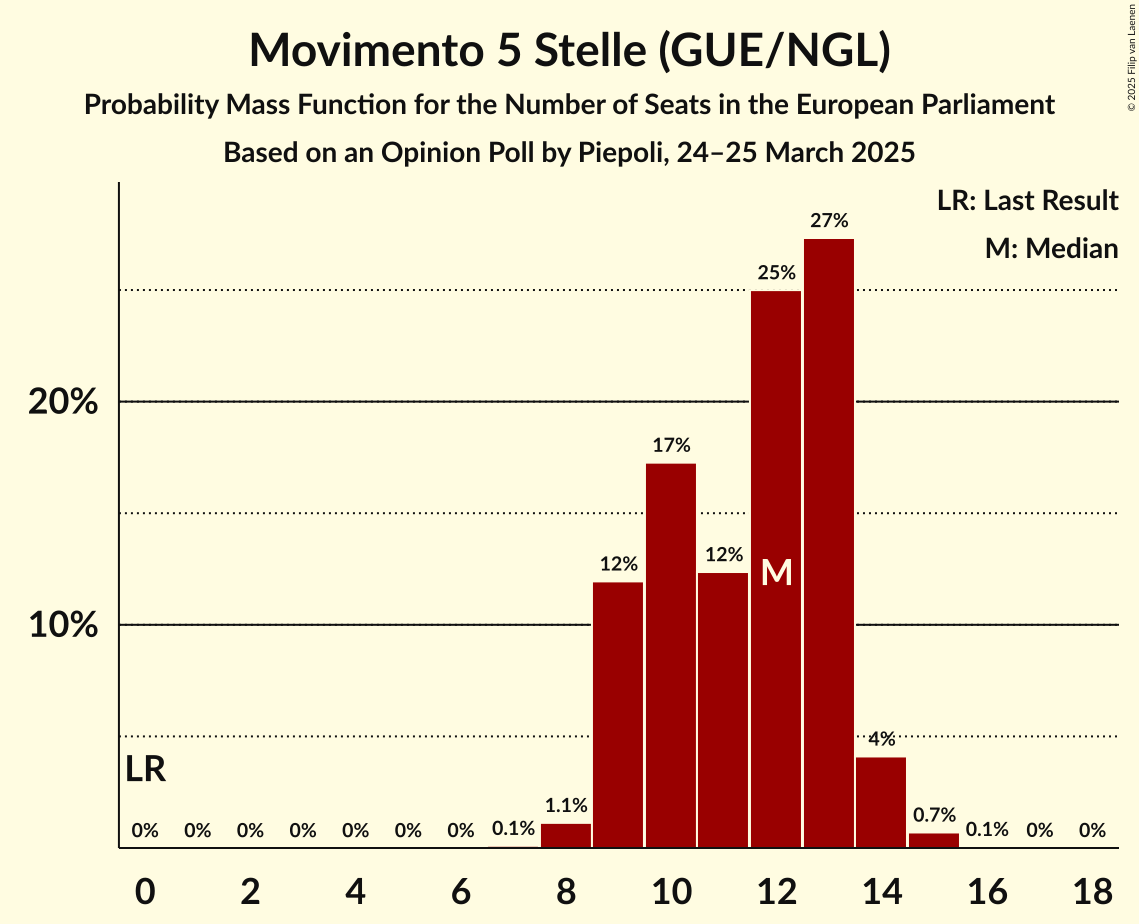 Movimento 5 Stelle (GUE/NGL)
Probability Mass Function for the Number of Seats in the European Parliament
Based on an Opinion Poll by Piepoli, 24–25 March 2025
© 2025 Filip van Laenen
LR: Last Result
M: Median
27%
25%
20%
17%
12%
12%
M
10%
4%
LR
0% 0% 0% 0% 0% 0% 0% 0.1% 1.1% 0.7% 0.1% 0% 0%
0 2 4 6 8 10 12 14 16 18